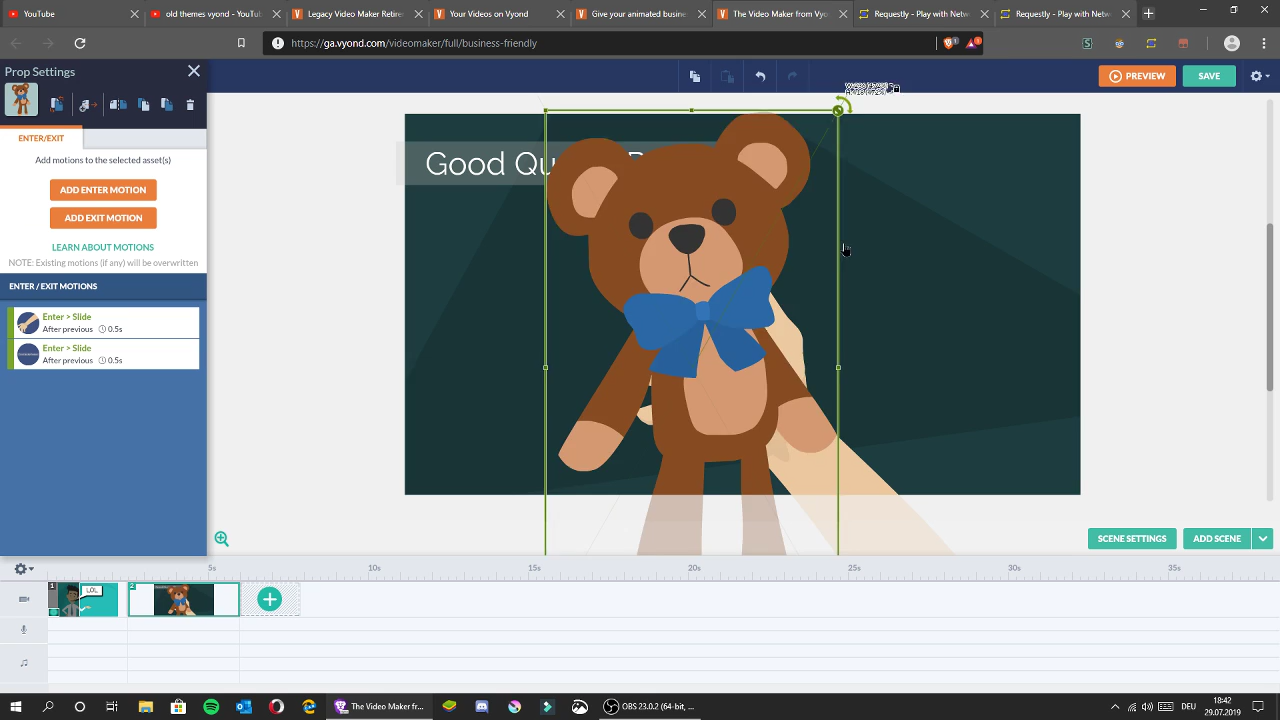 YouTube
old themes vyond - YouTu
Legacy Video Maker Retire
Your Videos on Vyond
Give your animated busine
The Video Maker from Vyo
Requestly - Play with Netw
Requestly - Play with Netw
https://ga.vyond.com/videomaker/full/business-friendly
Prop Settings
PREVIEW
SAVE
ENTER/EXIT
Add motions to the selected asset(s)
ADD ENTER MOTION
ADD EXIT MOTION
LEARN ABOUT MOTIONS
NOTE: Existing motions (if any) will be overwritten
ENTER / EXIT MOTIONS
Enter > Slide
After previous 0.5s
Enter > Slide
After previous 0.5s
Good Qu
SCENE SETTINGS
ADD SCENE
5s 10s 15s 20s 25s 30s 35s
1
LOL
2
The Video Maker fr...
OBS 23.0.2 (64-bit, ...
DEU
18:42
29.07.2019